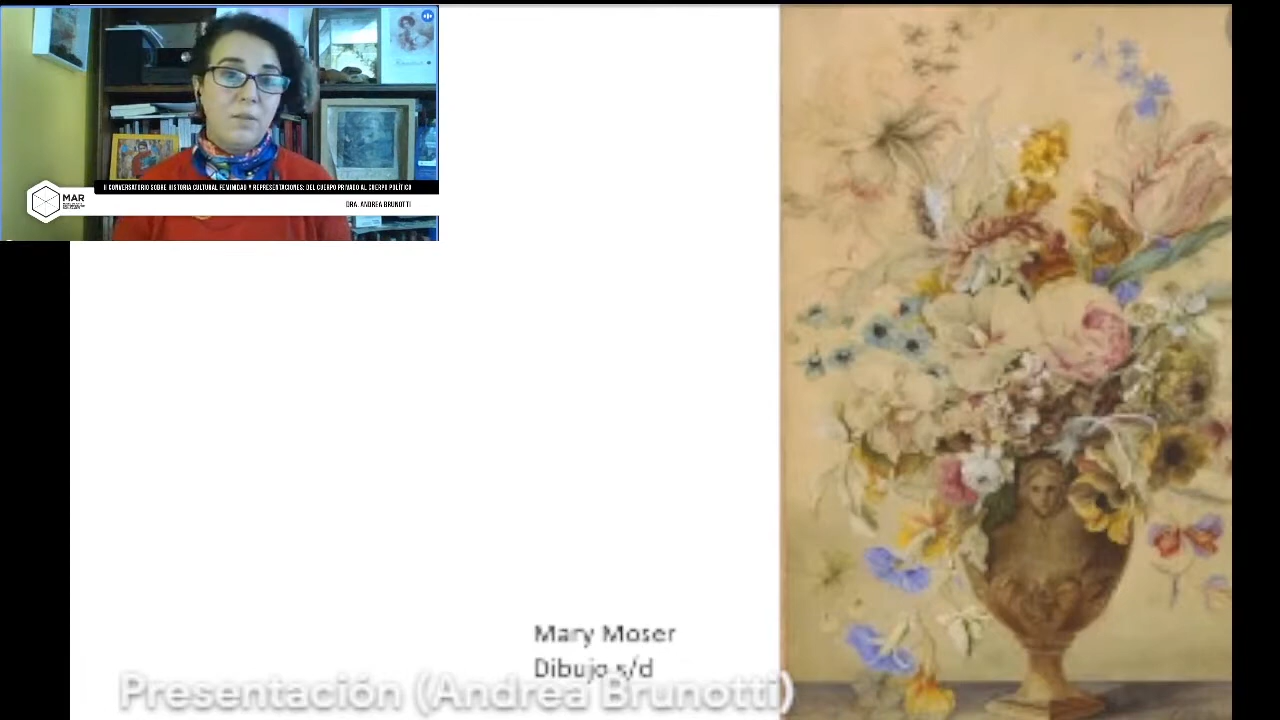 II CONVERSATORIO SOBRE HISTORIA CULTURAL FEMINIDAD Y REPRESENTACIONES: DEL CUERPO PRIVADO AL CUERPO POLÍTICO
MAR
DRA. ANDREA BRUNOTTI
Mary Moser
Dibujo s/d
Presentación (Andrea Brunotti)